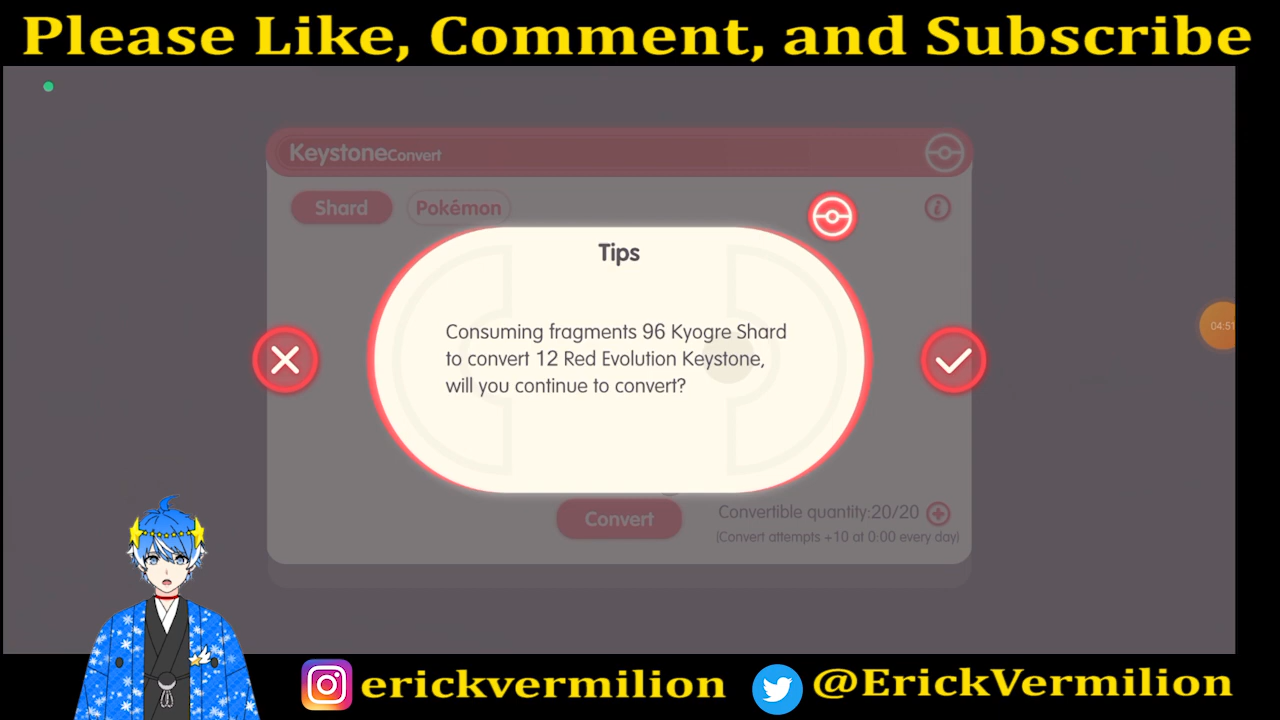 Please Like, Comment, and Subscribe
KeystoneConvert
Shard
Pokémon
Tips
Consuming fragments 96 Kyogre Shard
to convert 12 Red Evolution Keystone,
will you continue to convert?
04:51
Convert
Convertible quantity:20/20
(Convert attempts +10 at 0:00 every day)
erickvermilion
@ErickVermilion